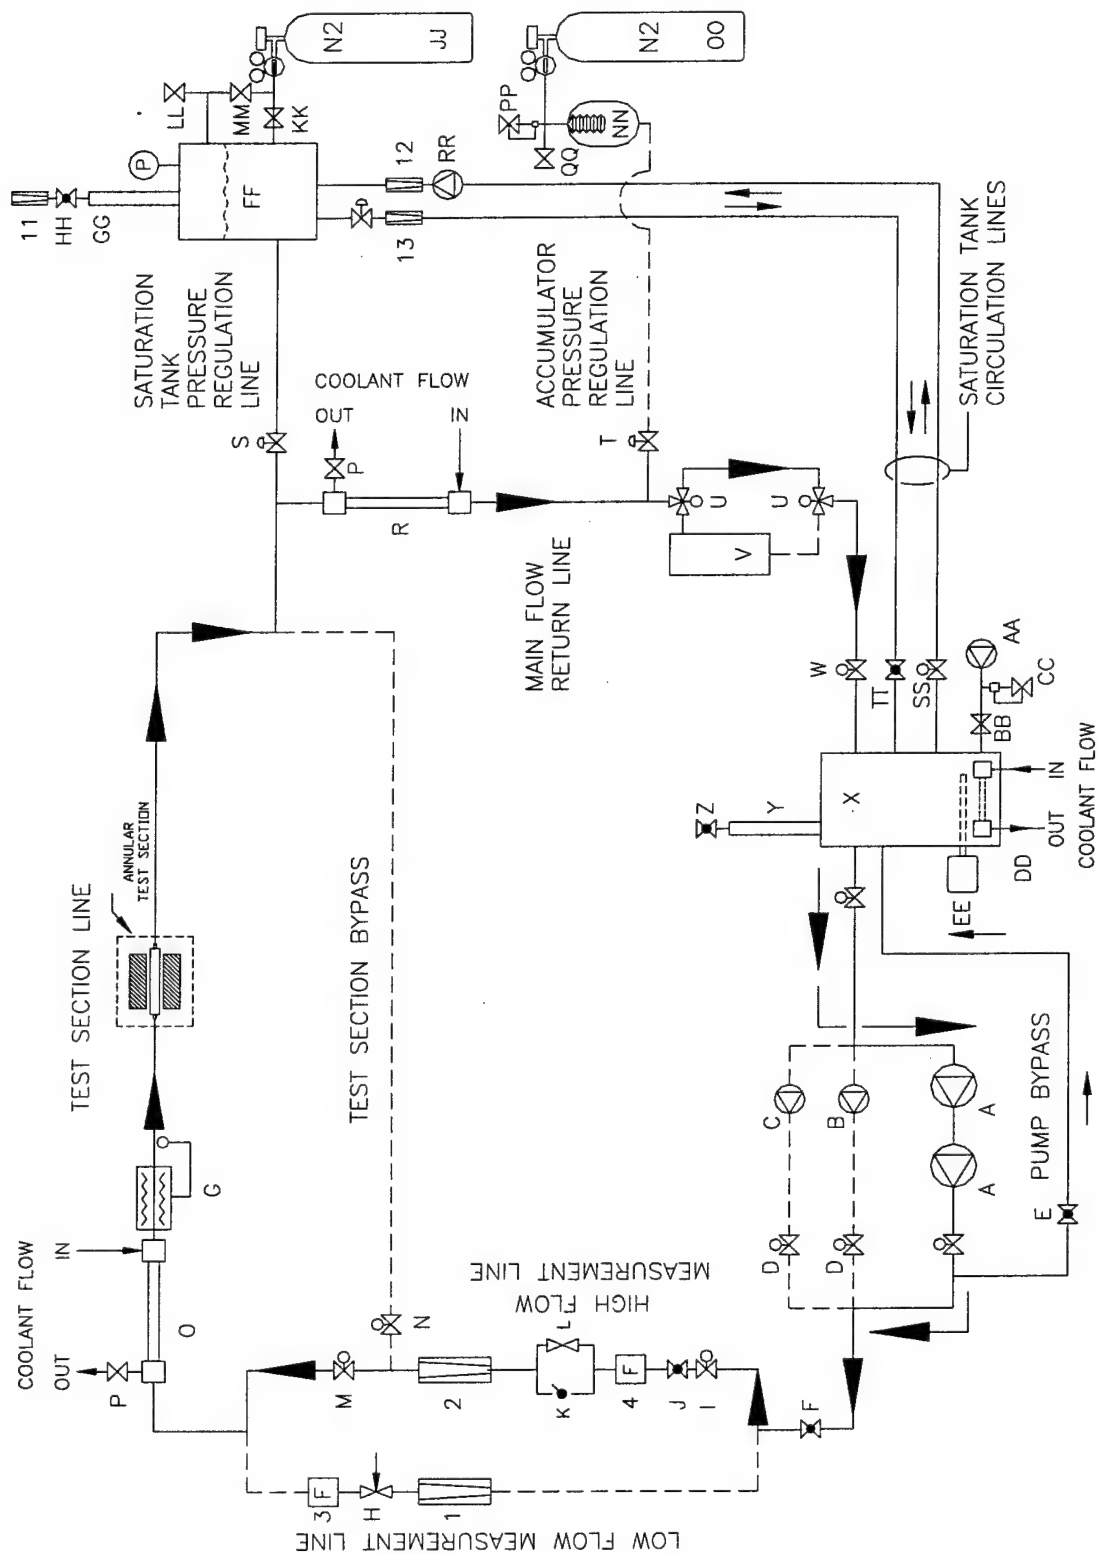 COOLANT FLOW
OUT
IN
P
O
G
TEST SECTION LINE
ANNULAR
TEST SECTION
11
HH
GG
P
LL
MM
KK
N2
JJ
FF
SATURATION
TANK
PRESSURE
REGULATION
LINE
S
12
RR
13
PP
QQ
NN
N2
OO
COOLANT FLOW
OUT
IN
P
R
ACCUMULATOR
PRESSURE
REGULATION
LINE
T
MAIN FLOW
RETURN LINE
U
U
V
SATURATION TANK
CIRCULATION LINES
LOW FLOW MEASUREMENT LINE
3
F
H
1
M
2
N
TEST SECTION BYPASS
HIGH FLOW
MEASUREMENT LINE
L
K
4
F
J
I
F
D
D
C
B
A
A
E
PUMP BYPASS
W
TT
SS
AA
BB
CC
X
Y
Z
EE
DD
OUT
IN
COOLANT FLOW